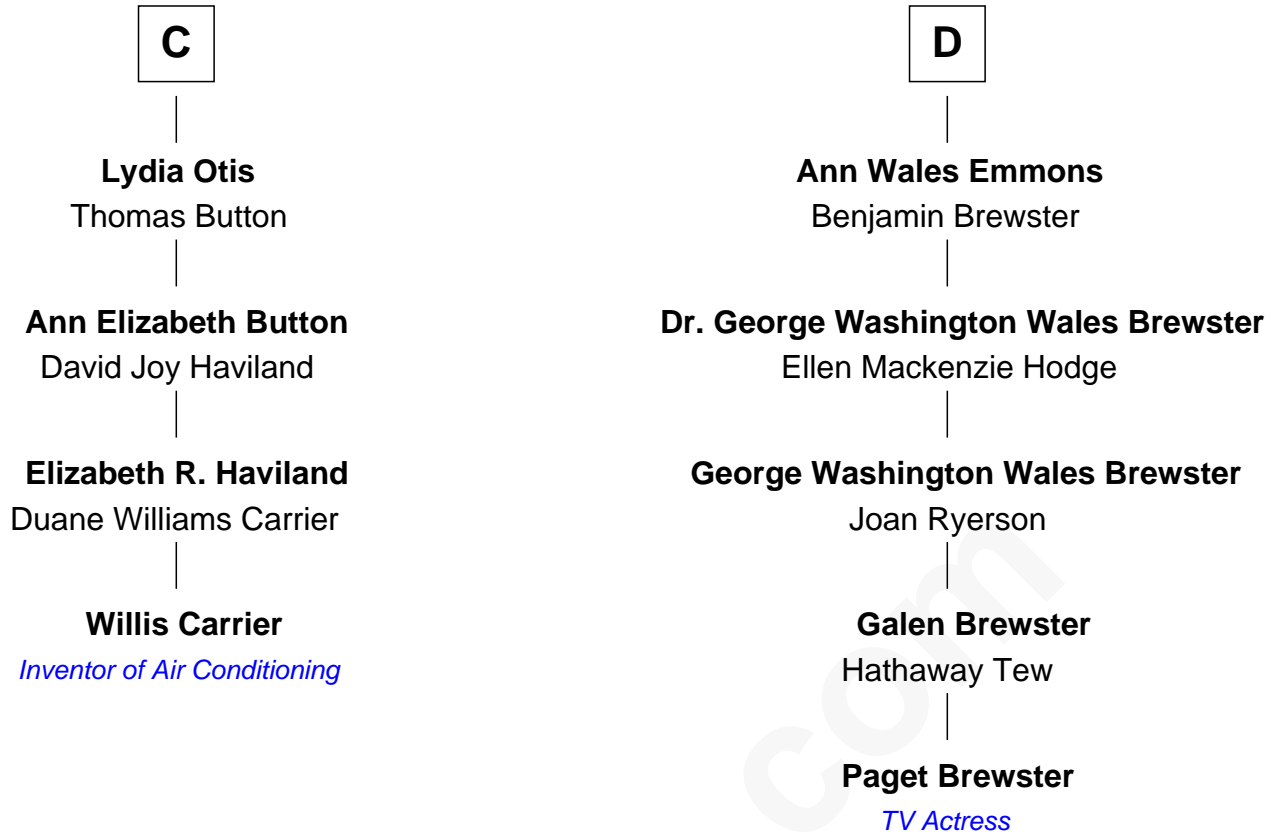 C
Lydia Otis
Thomas Button
Ann Elizabeth Button
David Joy Haviland
Elizabeth R. Haviland
Duane Williams Carrier
Willis Carrier
Inventor of Air Conditioning
D
Ann Wales Emmons
Benjamin Brewster
Dr. George Washington Wales Brewster
Ellen Mackenzie Hodge
George Washington Wales Brewster
Joan Ryerson
Galen Brewster
Hathaway Tew
Paget Brewster
TV Actress
com